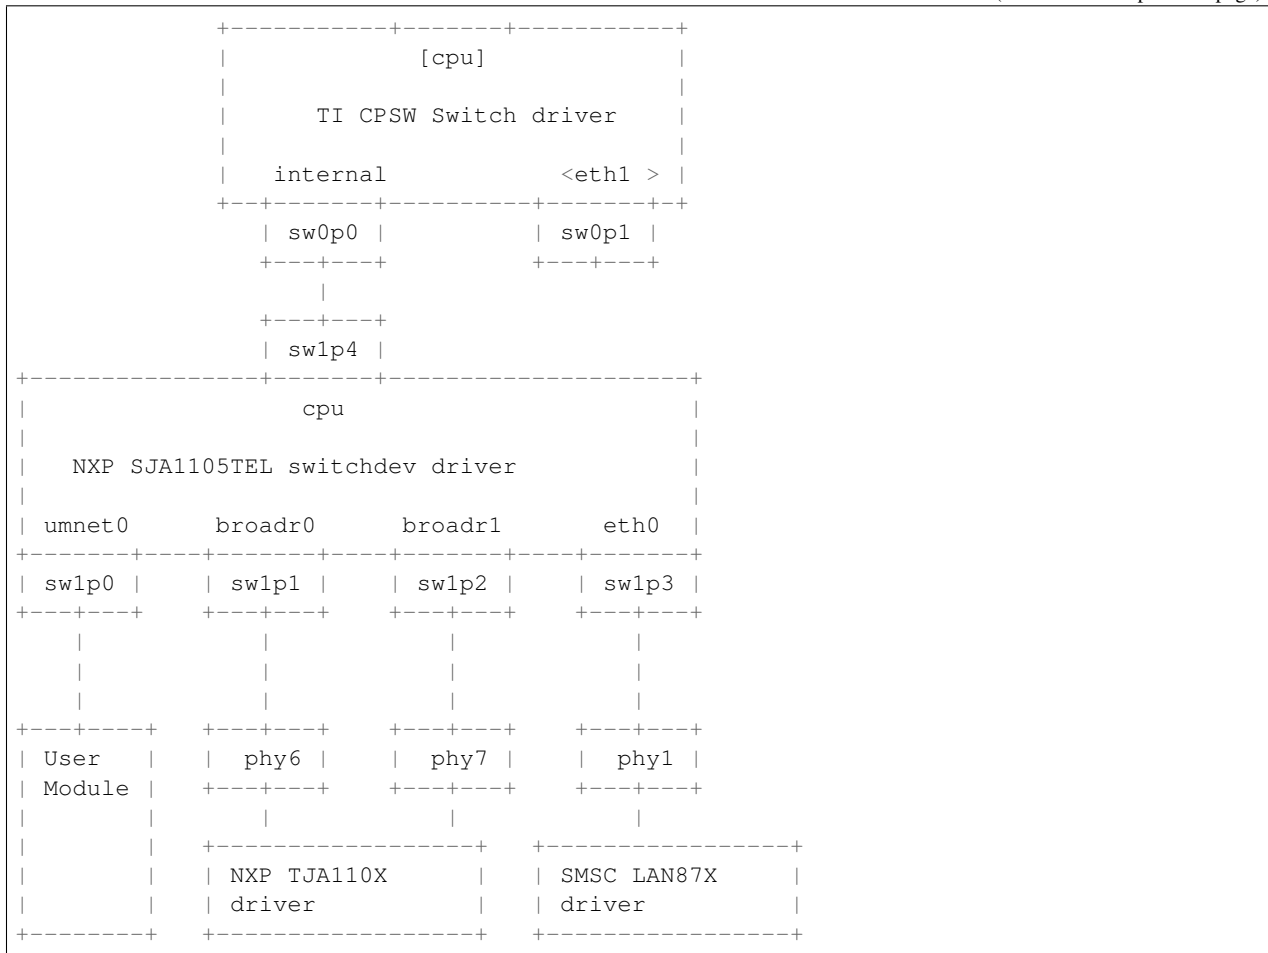 +-----------+-------+-----------+
| [cpu] |
| |
| TI CPSW Switch driver |
| |
| internal <eth1 > |
+--+-------+----------+-------+-+
| sw0p0 | | sw0p1 |
+---+---+ +---+---+
|
+---+---+
| sw1p4 |
+----------------+-------+---------------------+
| cpu |
| |
| NXP SJA1105TEL switchdev driver |
| |
| umnet0 broadr0 broadr1 eth0 |
+-------+----+-------+----+-------+----+-------+
| sw1p0 | | sw1p1 | | sw1p2 | | sw1p3 |
+---+---+ +---+---+ +---+---+ +---+---+
| | | |
| | | |
| | | |
+---+----+ +---+---+ +---+---+ +---+---+
| User | | phy6 | | phy7 | | phy1 |
| Module | +---+---+ +---+---+ +---+---+
| | | | |
| | +------------------+ +-----------------+
| | | NXP TJA110X | | SMSC LAN87X |
| | | driver | | driver |
+--------+ +------------------+ +-----------------+